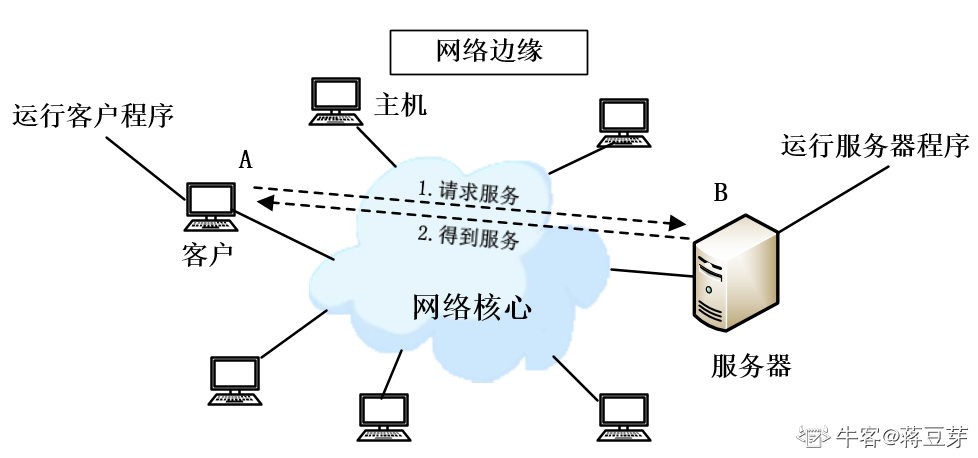 网络边缘
运行客户程序
主机
运行服务器程序
A
1.请求服务
B
2.得到服务
客户
网络核心
服务器
牛客@蒋豆芽